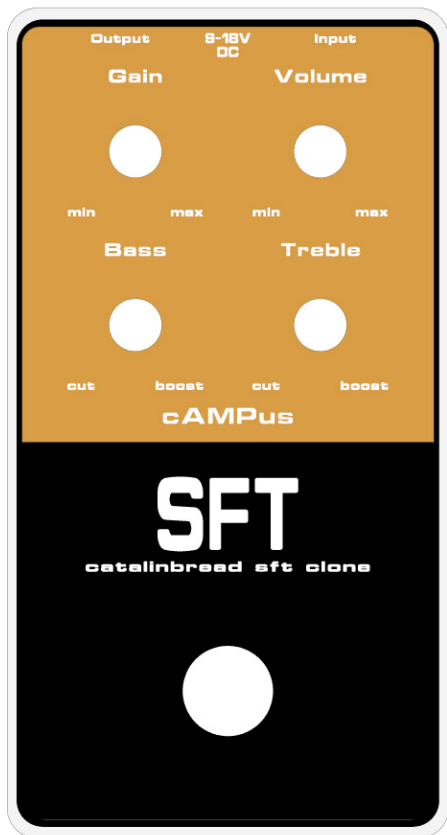 Output 9-18V Input
DC
Gain Volume
min max min max
Bass Treble
cut boost cut boost
cAMPus
SFT
catalinbread sft clone